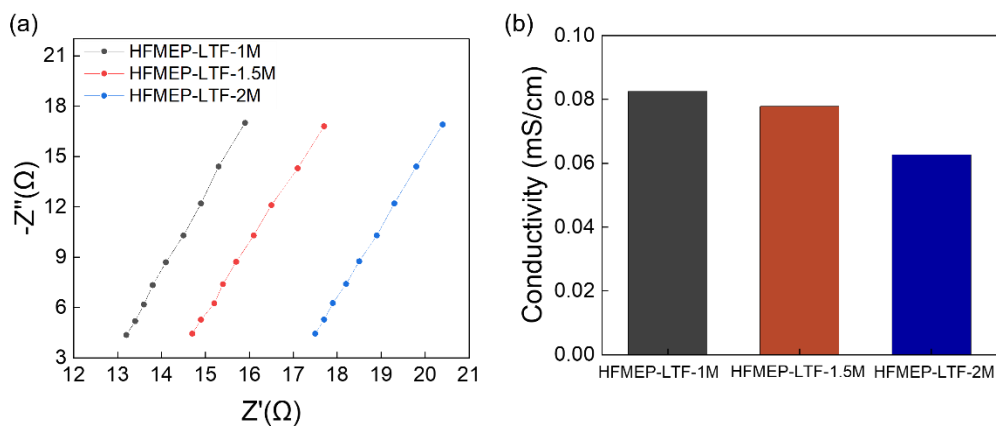 (a)
HFMEP-LTF-1M
HFMEP-LTF-1.5M
HFMEP-LTF-2M
21
18
15
12
9
6
3
12 13 14 15 16 17 18 19 20 21
-Z"(Ω)
Z'(Ω)
(b)
0.10
0.08
0.06
0.04
0.02
0.00
Conductivity (mS/cm)
HFMEP-LTF-1M HFMEP-LTF-1.5M HFMEP-LTF-2M